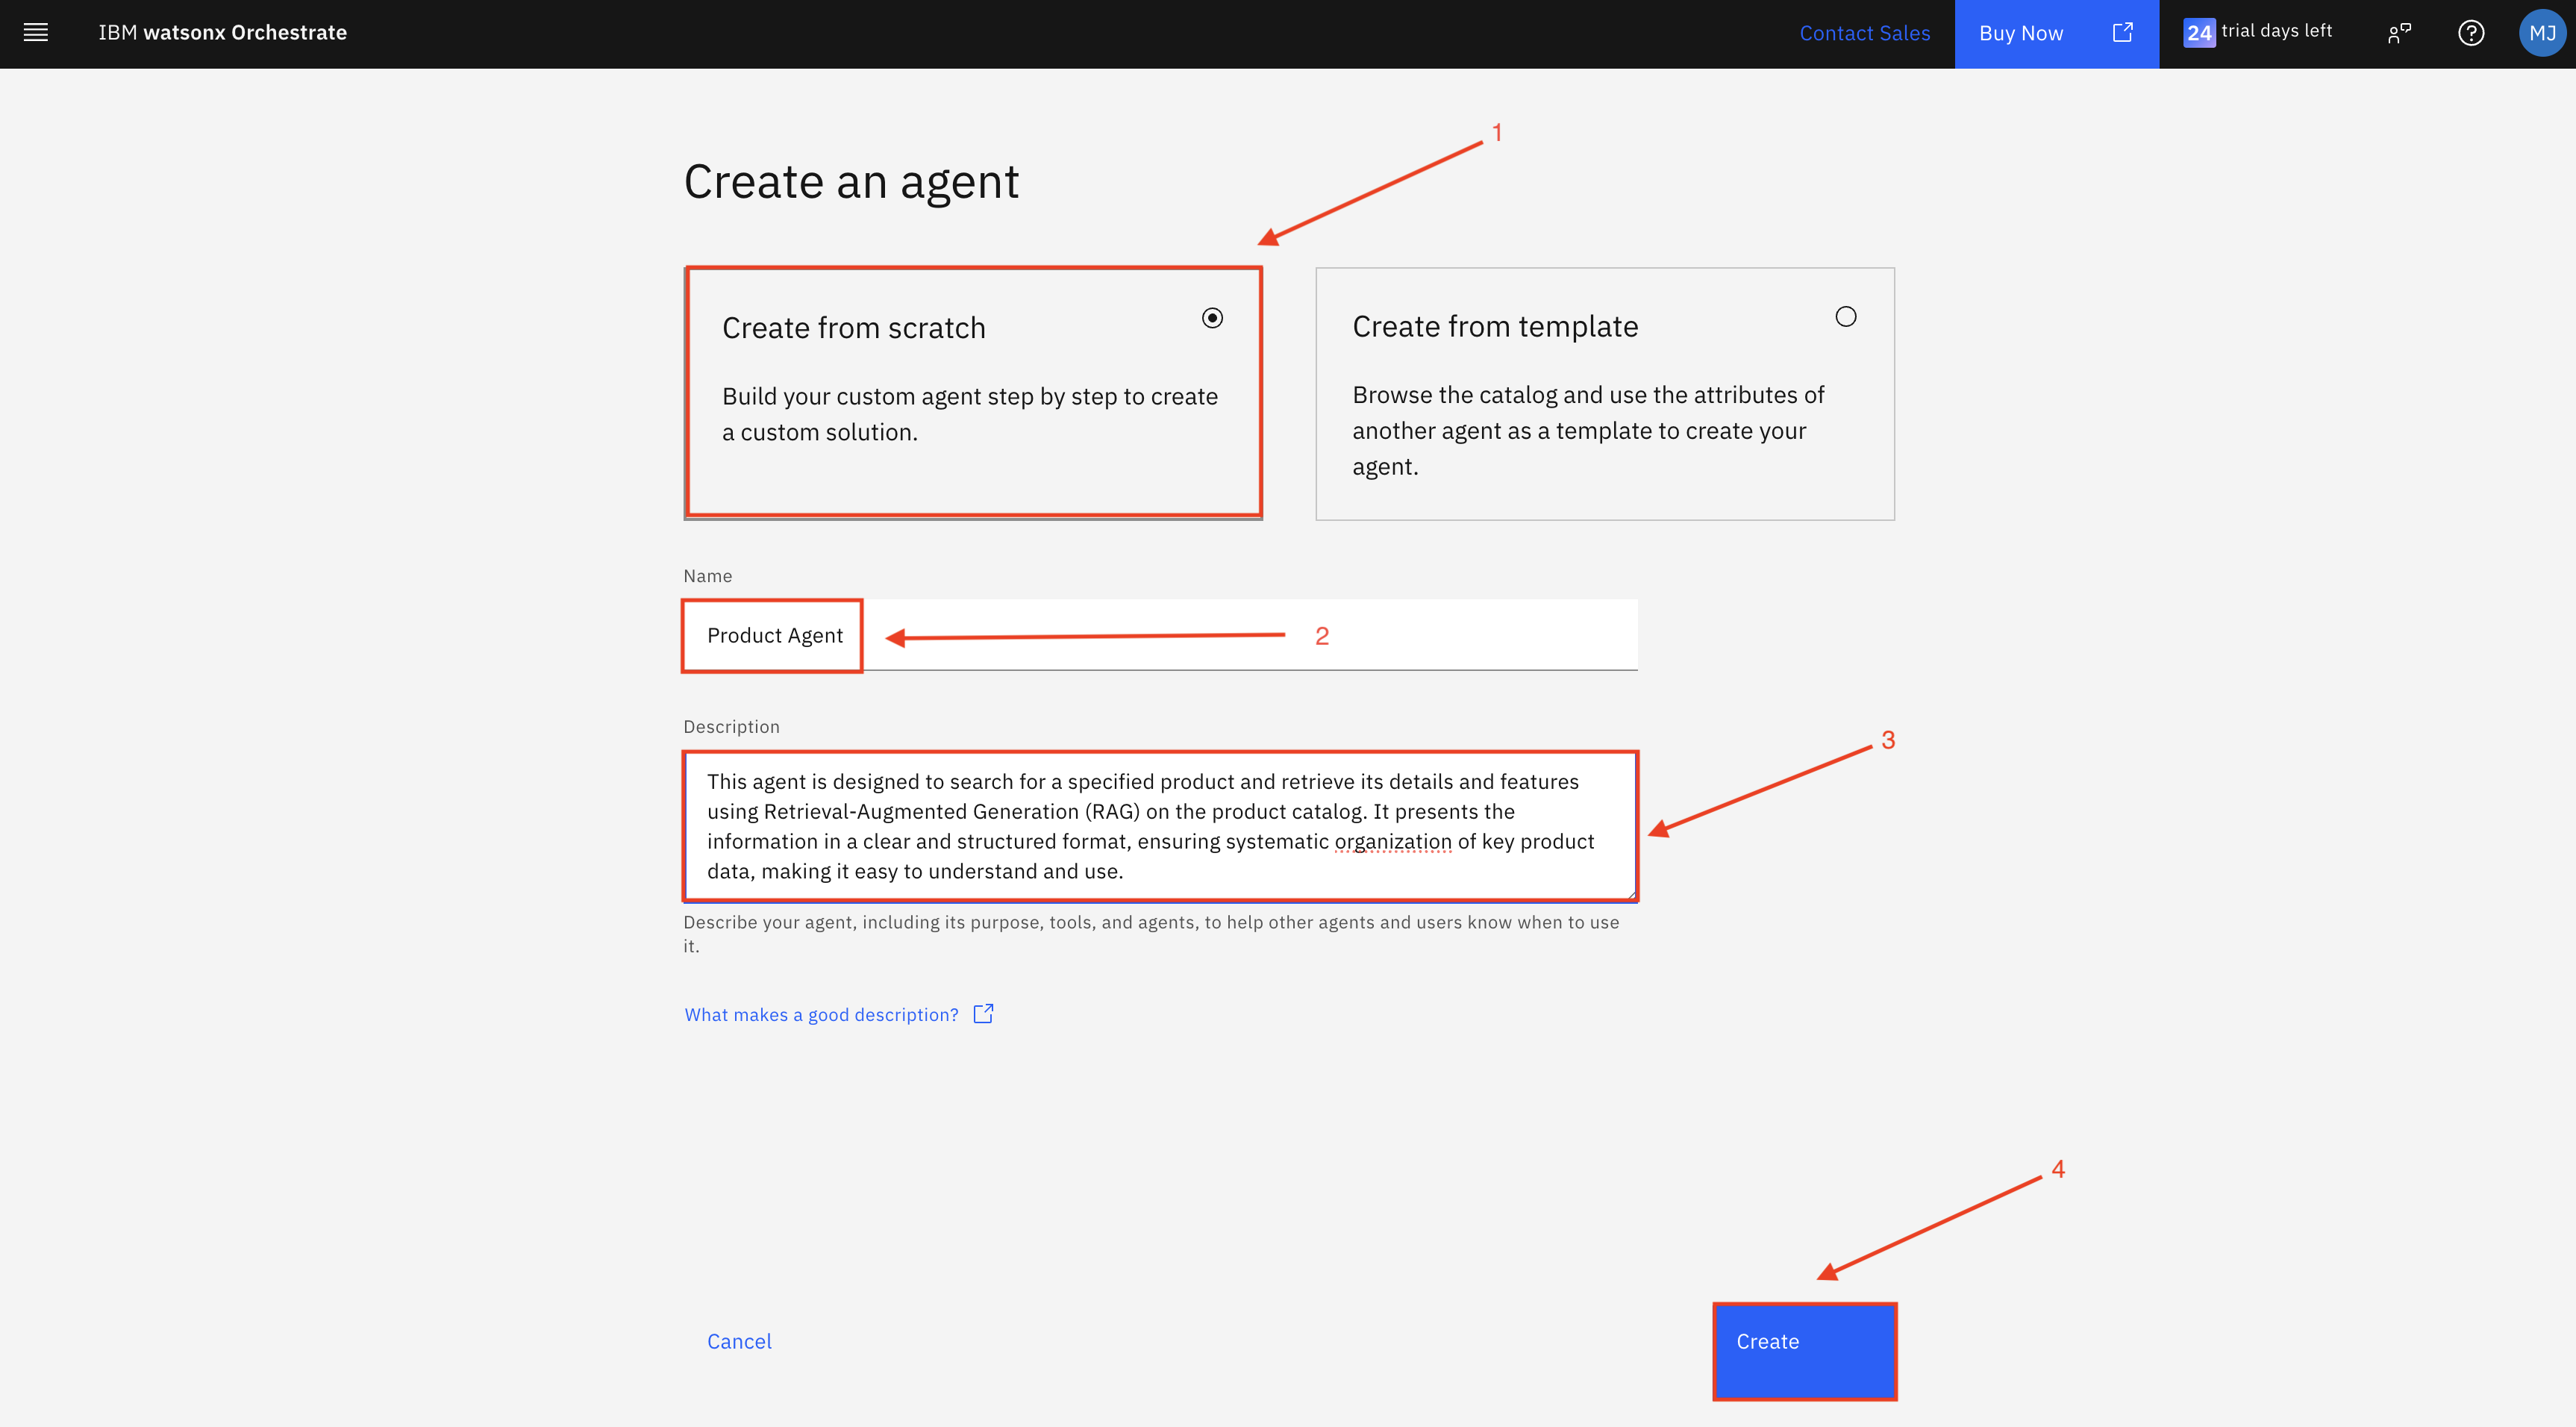 IBM watsonx Orchestrate
Contact Sales
Buy Now
24 trial days left
MJ
1
Create an agent
Create from scratch
Build your custom agent step by step to create
a custom solution.
Create from template
Browse the catalog and use the attributes of
another agent as a template to create your
agent.
Name
Product Agent
2
Description
3
This agent is designed to search for a specified product and retrieve its details and features
using Retrieval-Augmented Generation (RAG) on the product catalog. It presents the
information in a clear and structured format, ensuring systematic organization of key product
data, making it easy to understand and use.
Describe your agent, including its purpose, tools, and agents, to help other agents and users know when to use
it.
What makes a good description?
4
Cancel
Create